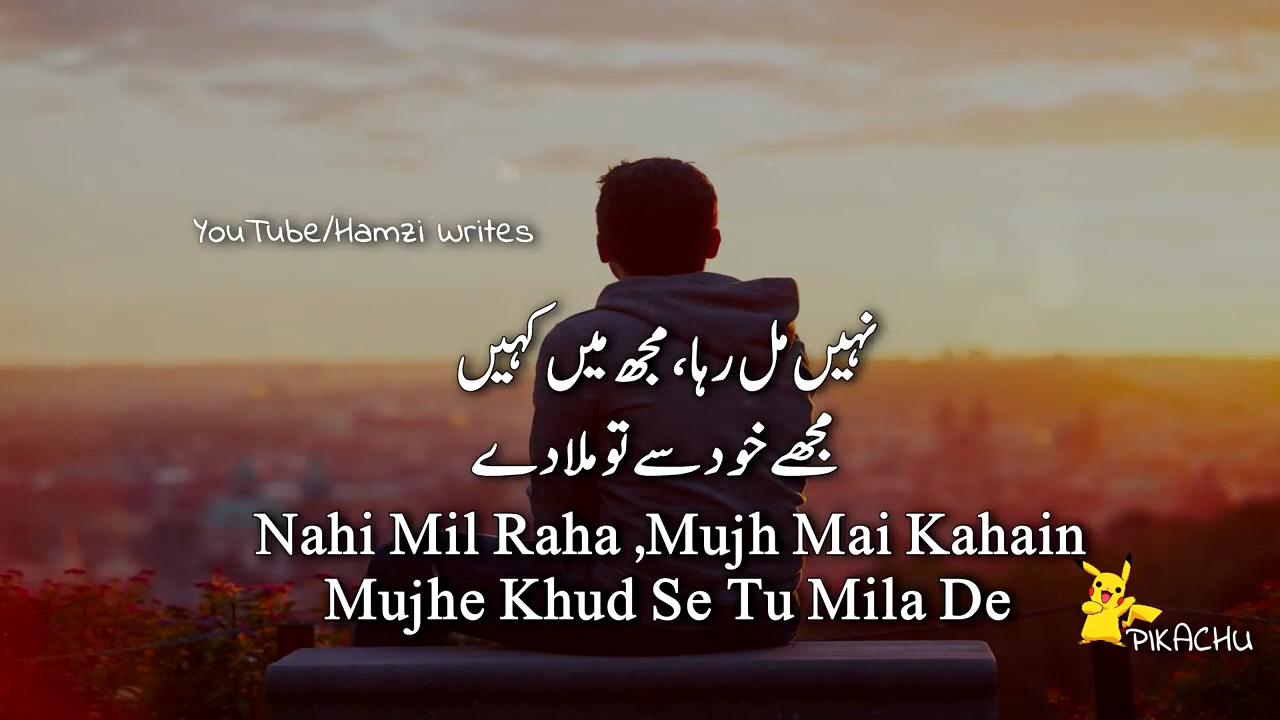 YouTube/Hamzi writes
نہیں مل رہا، مجھ میں کہیں
مجھے خود سے تو ملا دے
Nahi Mil Raha ,Mujh Mai Kahain
Mujhe Khud Se Tu Mila De
PIKACHU